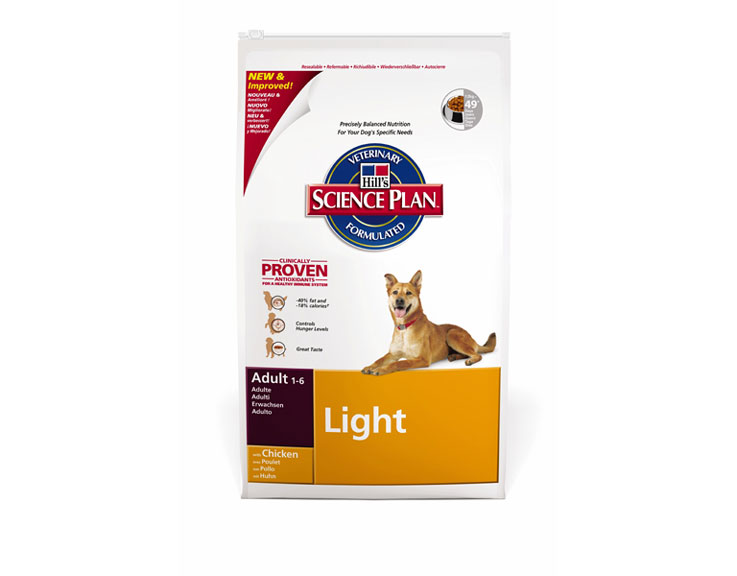 Resealable • Refermable • Richiudibile • Wiederverschließbar • Autocierre
NEW &
Improved!
NOUVEAU &
Amélioré !
NUOVO
Migliorato!
NEU &
verbessert!
¡NUEVO
y Mejorado!
49
Precisely Balanced Nutrition
For Your Dog's Specific Needs
VETERINARY
Hill's
SCIENCE PLAN
FORMULATED
CLINICALLY
PROVEN
ANTIOXIDANTS
FOR A HEALTHY IMMUNE SYSTEM
-40% fat and
-18% calories
Controls
Hunger Levels
Great Taste
Adult 1-6
Adulte
Adulti
Erwachsen
Adulto
Light
with Chicken
Poulet
Pollo
Huhn